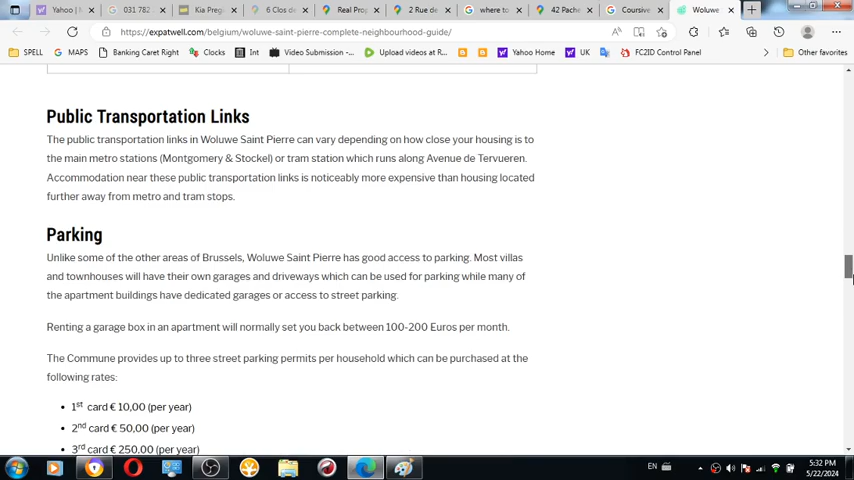 Yahoo |
031 782
Kia Preg
6 Clos de
Real Prop
2 Rue de
where to
42 Pache
Coursive
Woluwe
https://expatwell.com/belgium/woluwe-saint-pierre-complete-neighbourhood-guide/
SPELL
MAPS
Banking Caret Right
Clocks
Int
Video Submission -...
Upload videos at R...
Yahoo Home
UK
FC2ID Control Panel
Other favorites
Public Transportation Links
The public transportation links in Woluwe Saint Pierre can vary depending on how close your housing is to
the main metro stations (Montgomery & Stockel) or tram station which runs along Avenue de Tervueren.
Accommodation near these public transportation links is noticeably more expensive than housing located
further away from metro and tram stops.
Parking
Unlike some of the other areas of Brussels, Woluwe Saint Pierre has good access to parking. Most villas
and townhouses will have their own garages and driveways which can be used for parking while many of
the apartment buildings have dedicated garages or access to street parking.
Renting a garage box in an apartment will normally set you back between 100-200 Euros per month.
The Commune provides up to three street parking permits per household which can be purchased at the
following rates:
• 1st card € 10,00 (per year)
• 2nd card € 50,00 (per year)
• 3rd card € 250,00 (per year)
EN
5:32 PM
5/22/2024